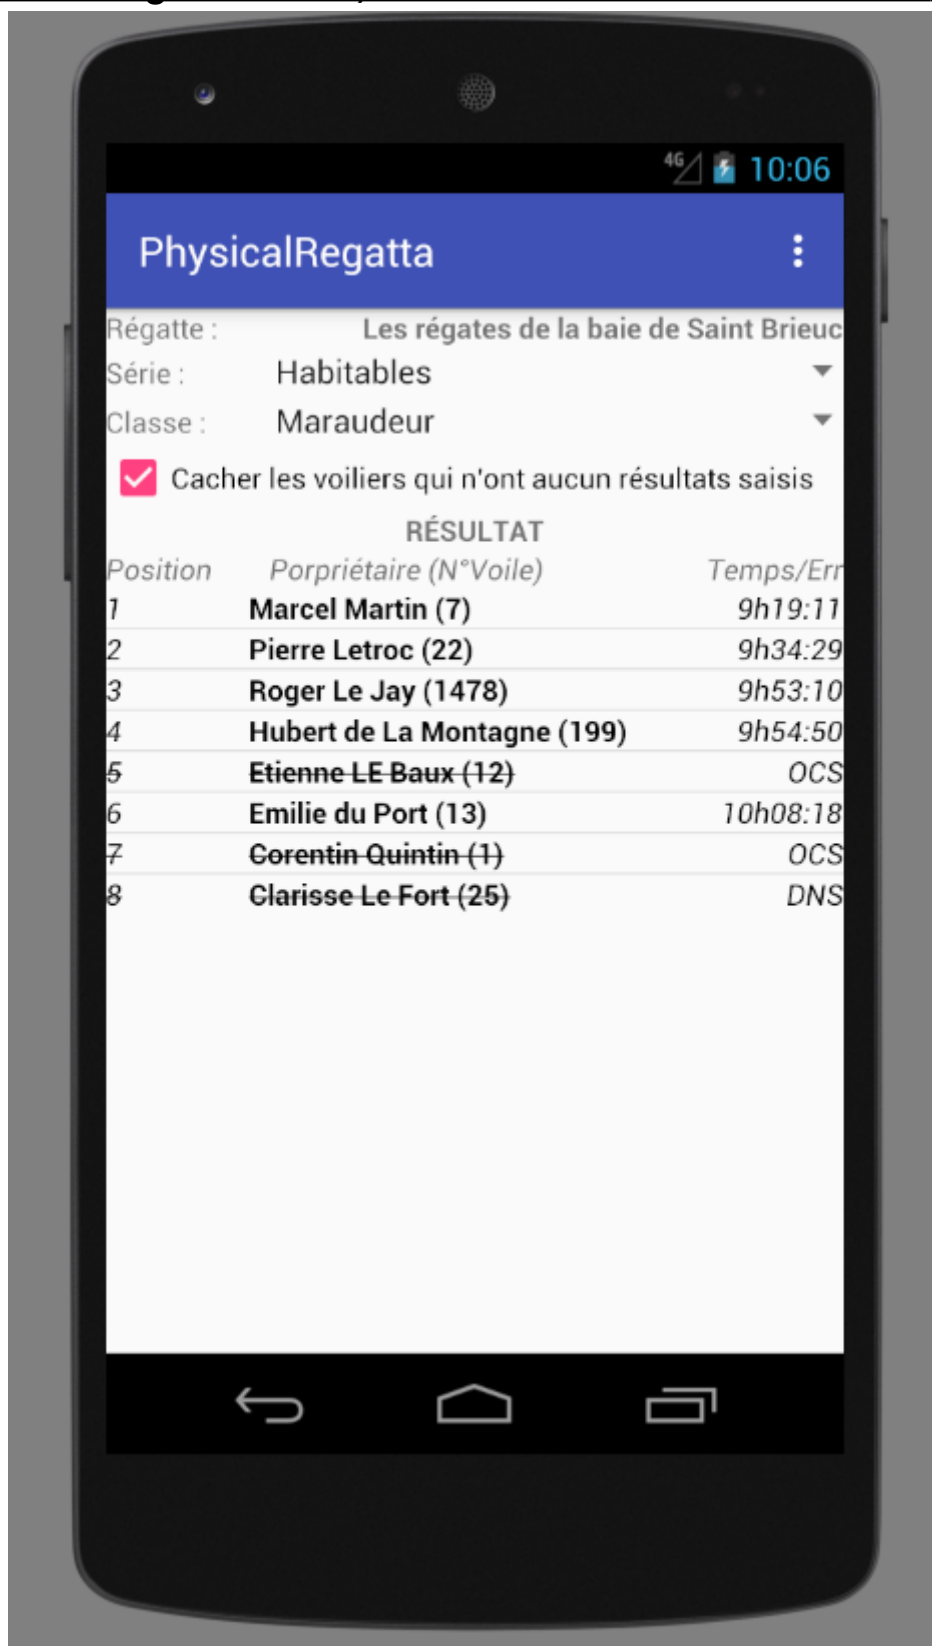 4G 10:06
PhysicalRegatta
Régatte : Les régates de la baie de Saint Brieuc
Série : Habitables
Classe : Maraudeur
Cacher les voiliers qui n'ont aucun résultats saisis
RÉSULTAT
Position Porpriétaire (N°Voile) Temps/Err
1 Marcel Martin (7) 9h19:11
2 Pierre Letroc (22) 9h34:29
3 Roger Le Jay (1478) 9h53:10
4 Hubert de La Montagne (199) 9h54:50
5 Etienne LE Baux (12) OCS
6 Emilie du Port (13) 10h08:18
7 Corentin Quintin (1) OCS
8 Clarisse Le Fort (25) DNS